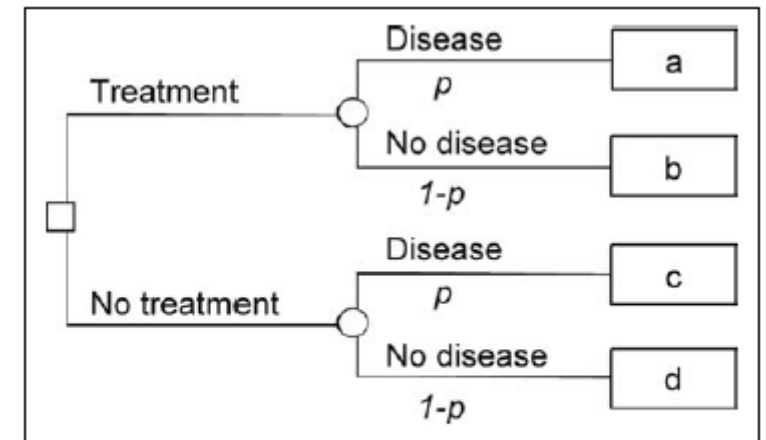 Disease
a
Treatment
p
No disease
b
1-p
Disease
c
No treatment
p
No disease
d
1-p